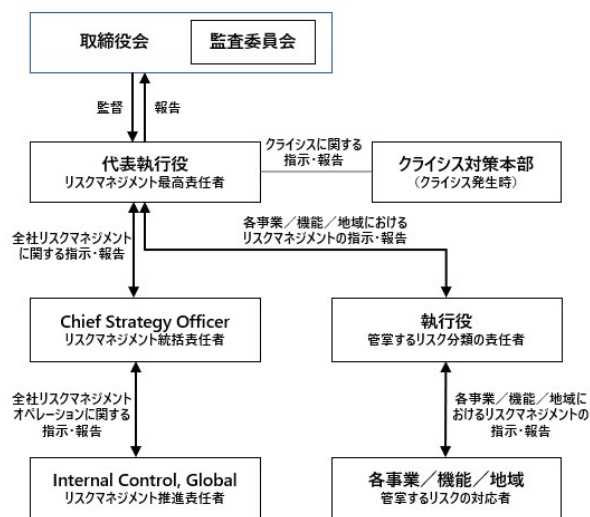 取締役会
監査委員会
監督
報告
代表執行役
リスクマネジメント最高責任者
クライシスに関する
指示・報告
クライシス対策本部
（クライシス発生時）
全社リスクマネジメント
に関する指示・報告
各事業／機能／地域における
リスクマネジメントの指示・報告
Chief Strategy Officer
リスクマネジメント統括責任者
執行役
管掌するリスク分類の責任者
全社リスクマネジメント
オペレーションに関する
指示・報告
各事業／機能／地域に
おけるリスクマネジメントの
指示・報告
Internal Control, Global
リスクマネジメント推進責任者
各事業／機能／地域
管掌するリスクの対応者